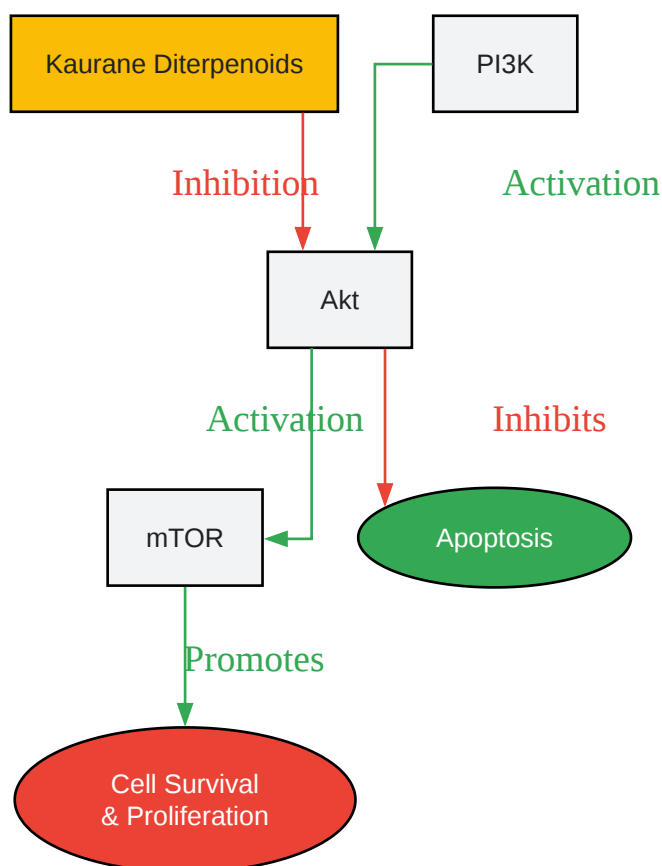 Kaurane Diterpenoids
PI3K
Inhibition
Activation
Akt
Activation
Inhibits
mTOR
Apoptosis
Promotes
Cell Survival
& Proliferation